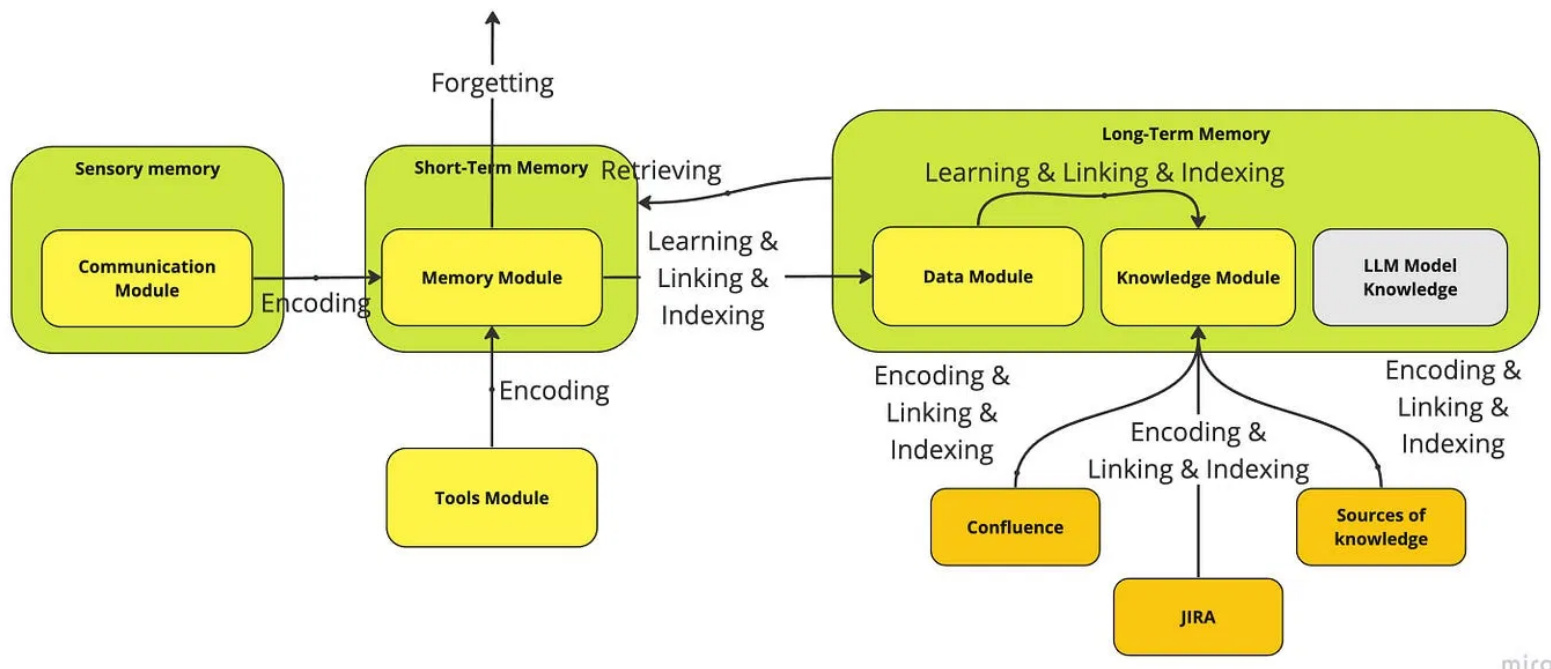 Forgetting
Sensory memory
Communication
Module
Encoding
Short-Term Memory
Memory Module
Encoding
Tools Module
Retrieving
Learning &
Linking &
Indexing
Long-Term Memory
Learning & Linking & Indexing
Data Module
Knowledge Module
LLM Model
Knowledge
Encoding &
Linking &
Indexing
Encoding &
Linking & Indexing
Encoding &
Linking &
Indexing
Confluence
JIRA
Sources of
knowledge
miro